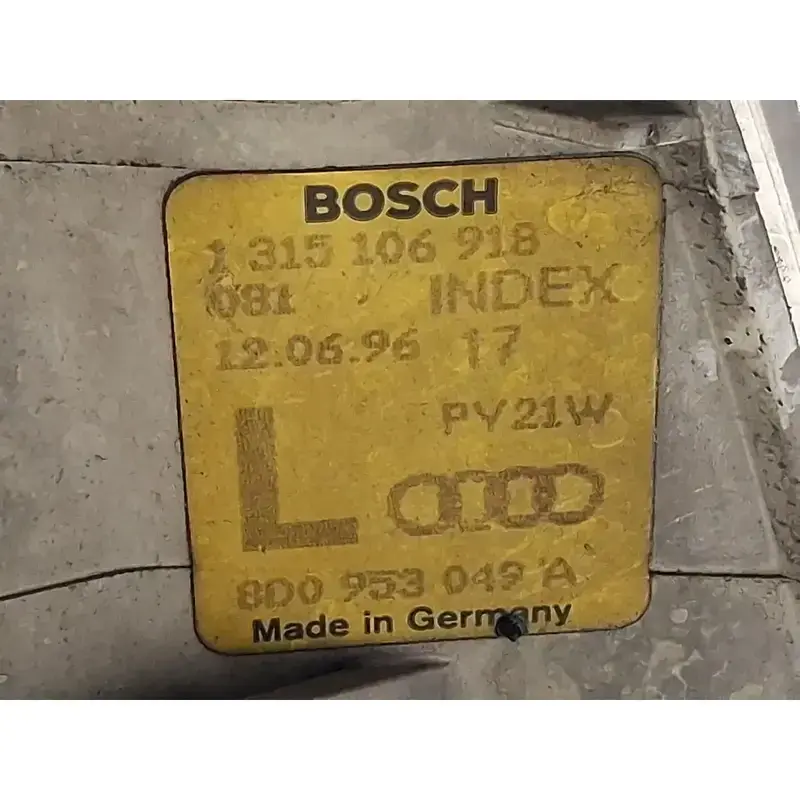 BOSCH
1 315 106 918
081 INDEX
12.06.96 17
PY21W
L
8D0 953 049 A
Made in Germany